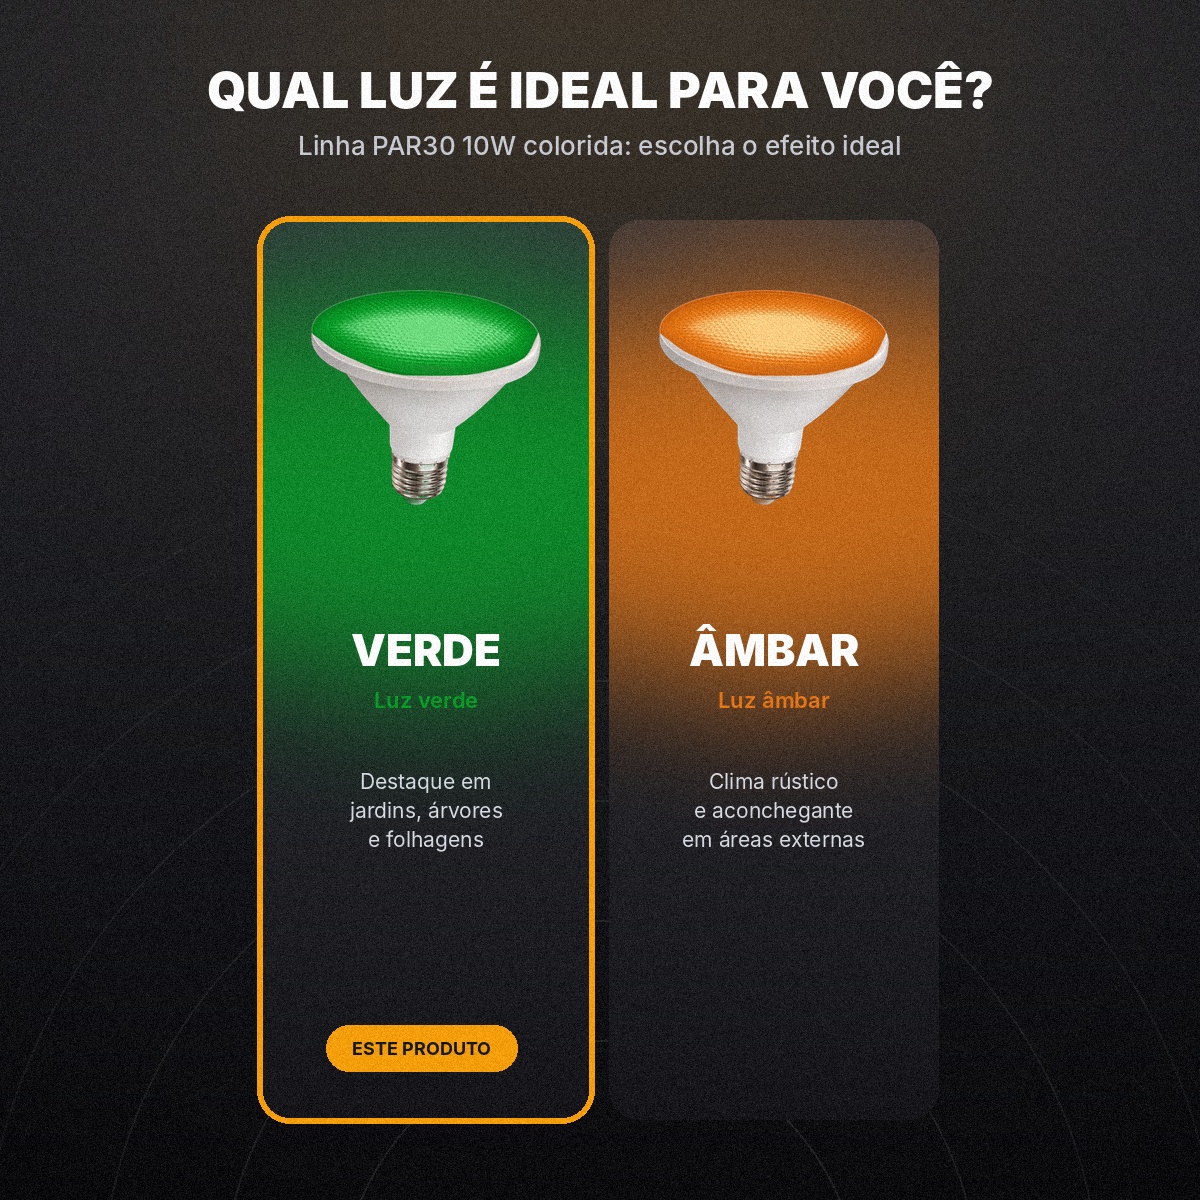 QUAL LUZ É IDEAL PARA VOCÊ?
Linha PAR30 10W colorida: escolha o efeito ideal
VERDE
Luz verde
Destaque em
jardins, árvores
e folhagens
ESTE PRODUTO
ÂMBAR
Luz âmbar
Clima rústico
e aconchegante
em áreas externas